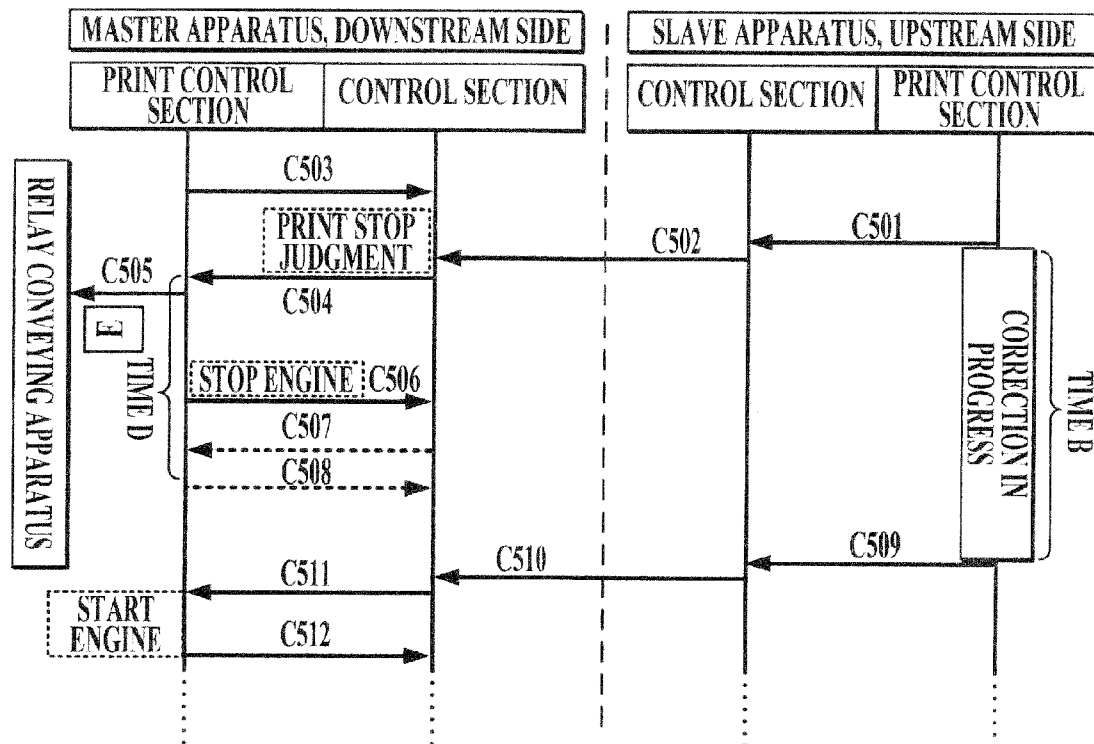 MASTER APPARATUS, DOWNSTREAM SIDE
SLAVE APPARATUS, UPSTREAM SIDE
PRINT CONTROL
SECTION
CONTROL SECTION
CONTROL SECTION
PRINT CONTROL
SECTION
C503
PRINT STOP
JUDGMENT
C502
C501
C505
C504
E
STOP ENGINE
C506
C507
C508
TIME D
RELAY CONVEYING APPARATUS
CORRECTION IN
PROGRESS
TIME B
C509
C510
C511
START
ENGINE
C512